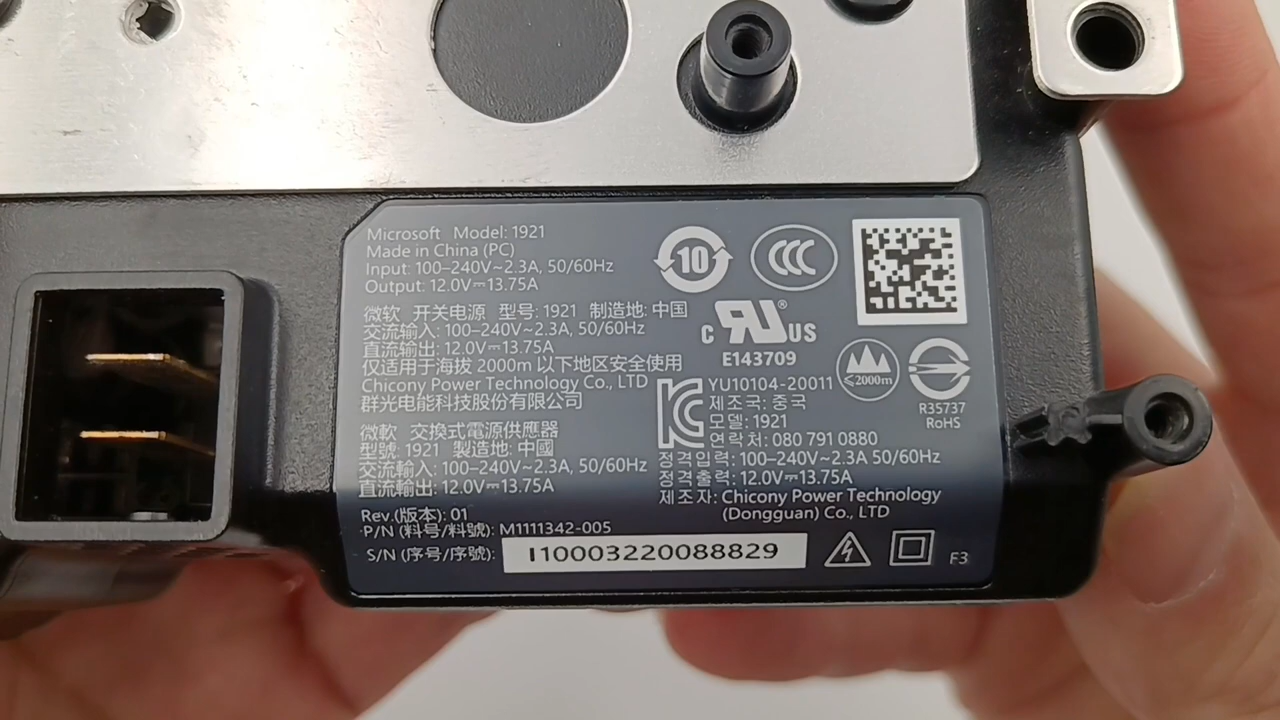 Microsoft Model: 1921
Made in China (PC)
Input: 100–240V~2.3A, 50/60Hz
Output: 12.0V⎓13.75A
微软 开关电源 型号: 1921 制造地: 中国
交流输入: 100–240V~2.3A, 50/60Hz
直流输出: 12.0V⎓13.75A
仅适用于海拔 2000m 以下地区安全使用
Chicony Power Technology Co., LTD
群光电能科技股份有限公司
微軟 交換式電源供應器
型號: 1921 製造地: 中國
交流輸入: 100–240V~2.3A, 50/60Hz
直流輸出: 12.0V⎓13.75A
Rev.(版本): 01
P/N (料号/料號): M1111342-005
S/N (序号/序號): I10003220088829
10
CCC
c RU US
E143709
≤2000m
R35737
RoHS
YU10104-20011
제조국: 중국
모델: 1921
연락처: 080 791 0880
정격입력: 100–240V~2.3A 50/60Hz
정격출력: 12.0V⎓13.75A
제조자: Chicony Power Technology
(Dongguan) Co., LTD
F3